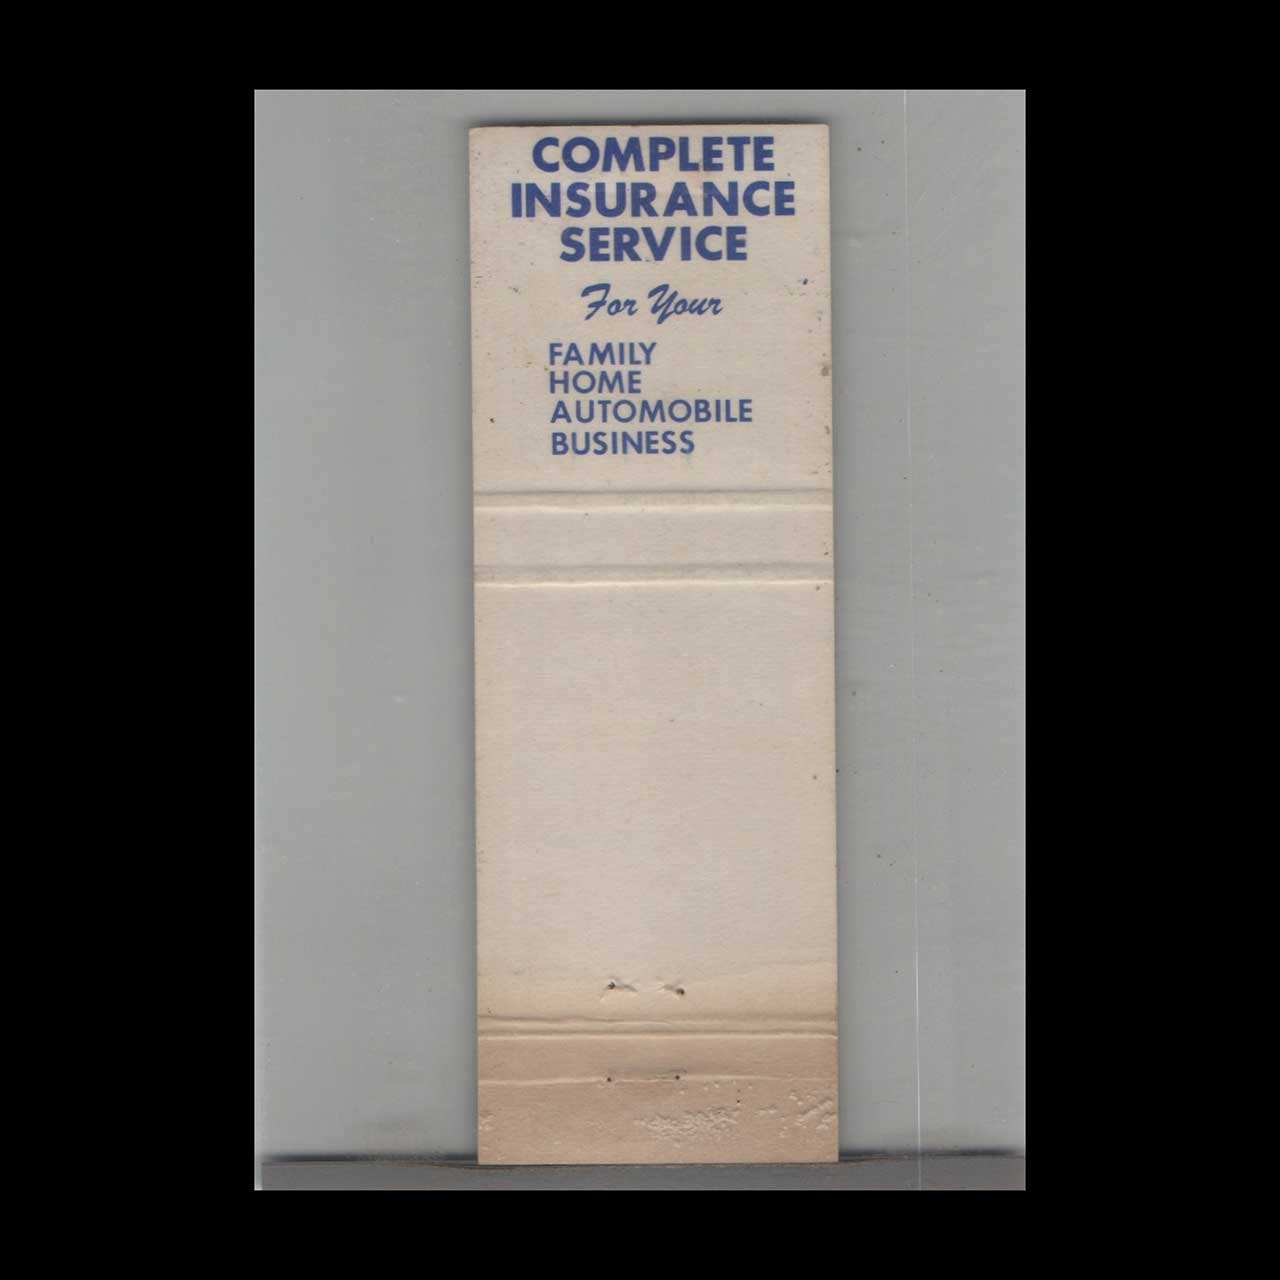 COMPLETE
INSURANCE
SERVICE
For Your
FAMILY
HOME
AUTOMOBILE
BUSINESS